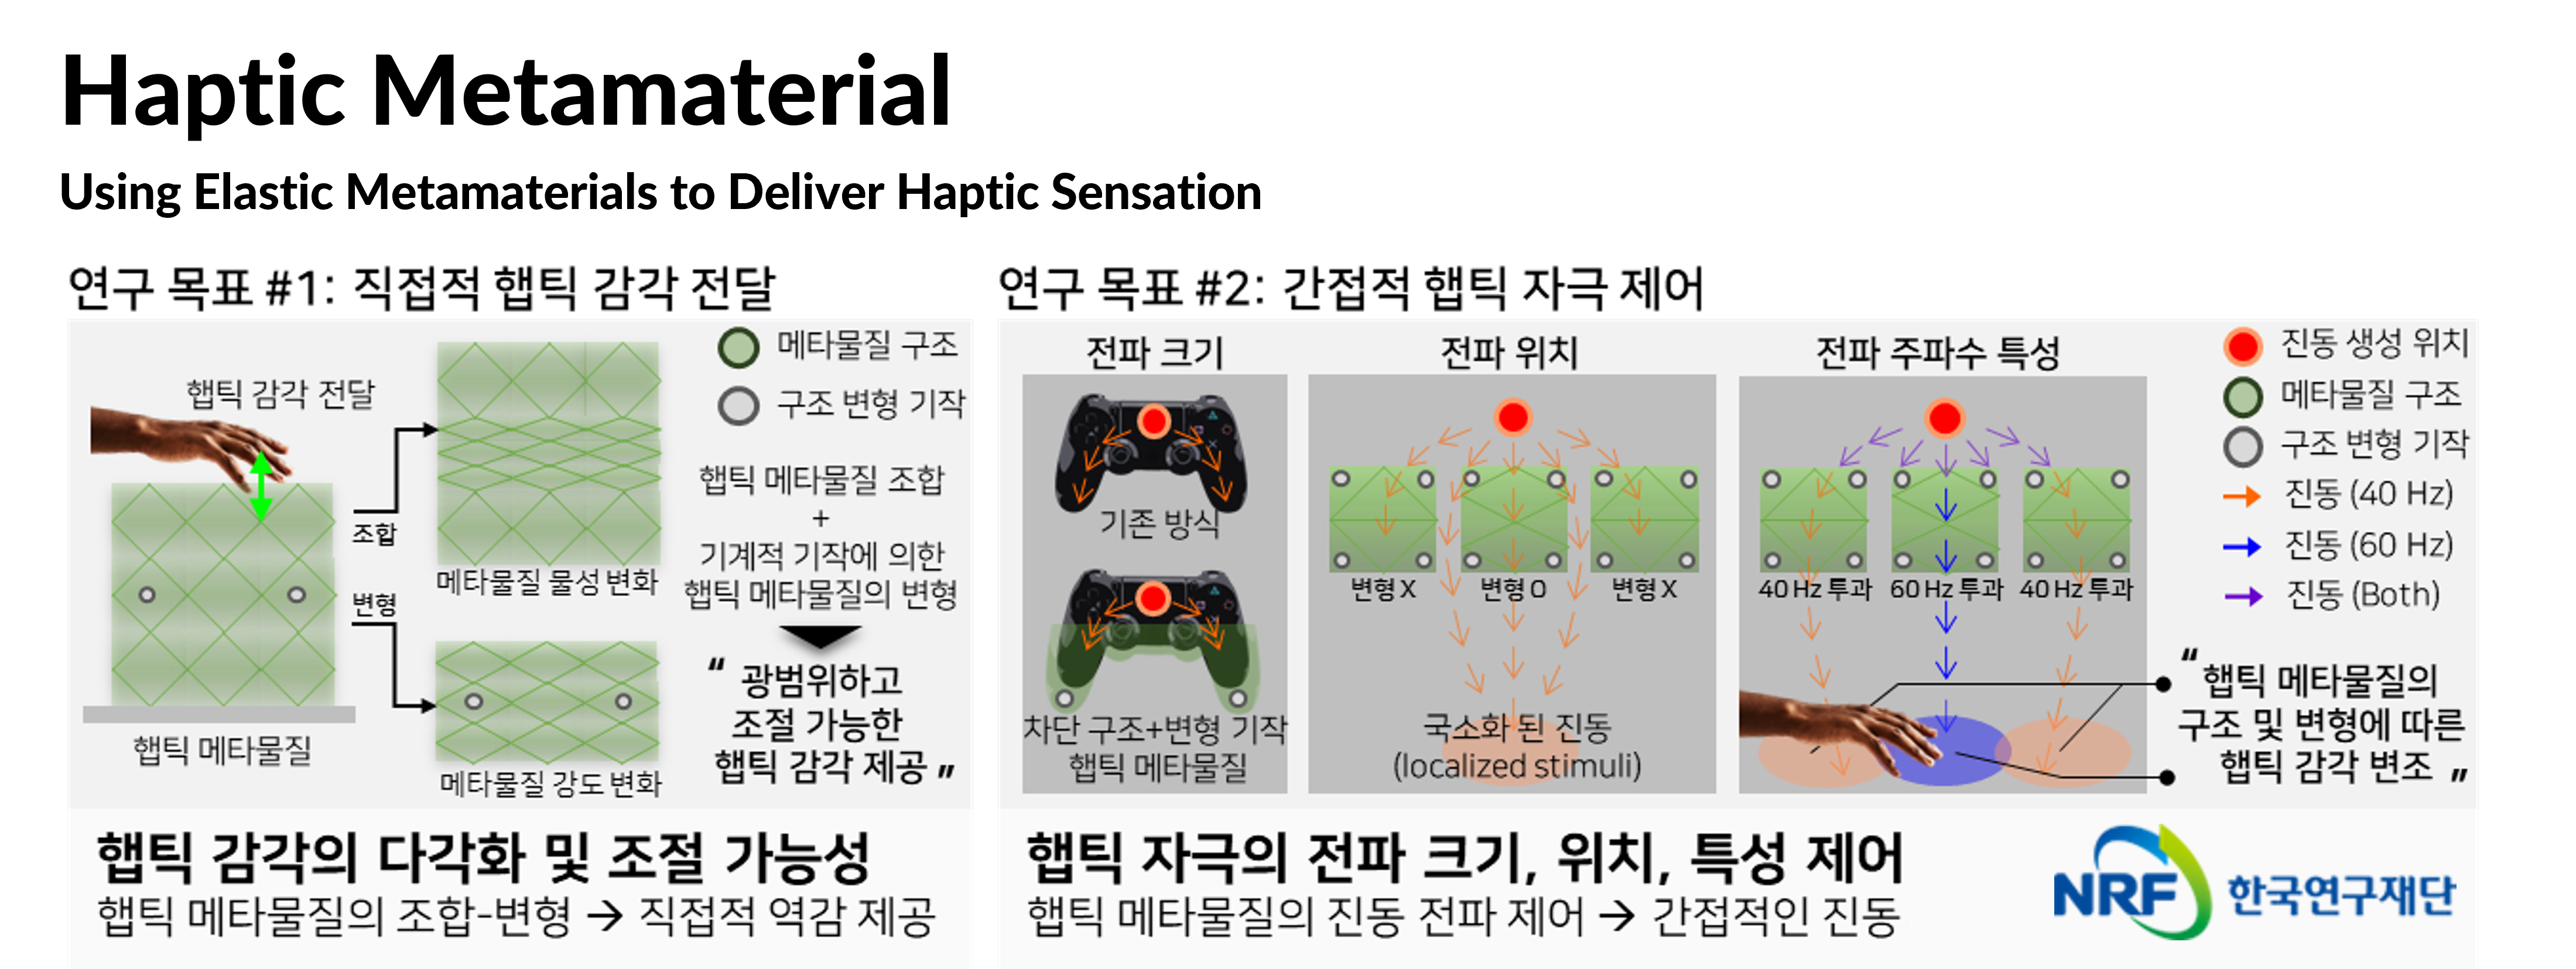 Haptic Metamaterial
Using Elastic Metamaterials to Deliver Haptic Sensation
연구 목표 #1: 직접적 햅틱 감각 전달
햅틱 감각 전달
조합
변형
햅틱 메타물질
메타물질 물성 변화
메타물질 강도 변화
메타물질 구조
구조 변형 기작
햅틱 메타물질 조합
+
기계적 기작에 의한
햅틱 메타물질의 변형
“ 광범위하고
조절 가능한
햅틱 감각 제공 „
햅틱 감각의 다각화 및 조절 가능성
햅틱 메타물질의 조합-변형 → 직접적 역감 제공
연구 목표 #2: 간접적 햅틱 자극 제어
전파 크기
기존 방식
차단 구조+변형 기작
햅틱 메타물질
전파 위치
변형 X
변형 O
변형 X
국소화 된 진동
(localized stimuli)
전파 주파수 특성
40 Hz 투과
60 Hz 투과
40 Hz 투과
진동 생성 위치
메타물질 구조
구조 변형 기작
진동 (40 Hz)
진동 (60 Hz)
진동 (Both)
“ 햅틱 메타물질의
구조 및 변형에 따른
햅틱 감각 변조 „
햅틱 자극의 전파 크기, 위치, 특성 제어
햅틱 메타물질의 진동 전파 제어 → 간접적인 진동
NRF 한국연구재단